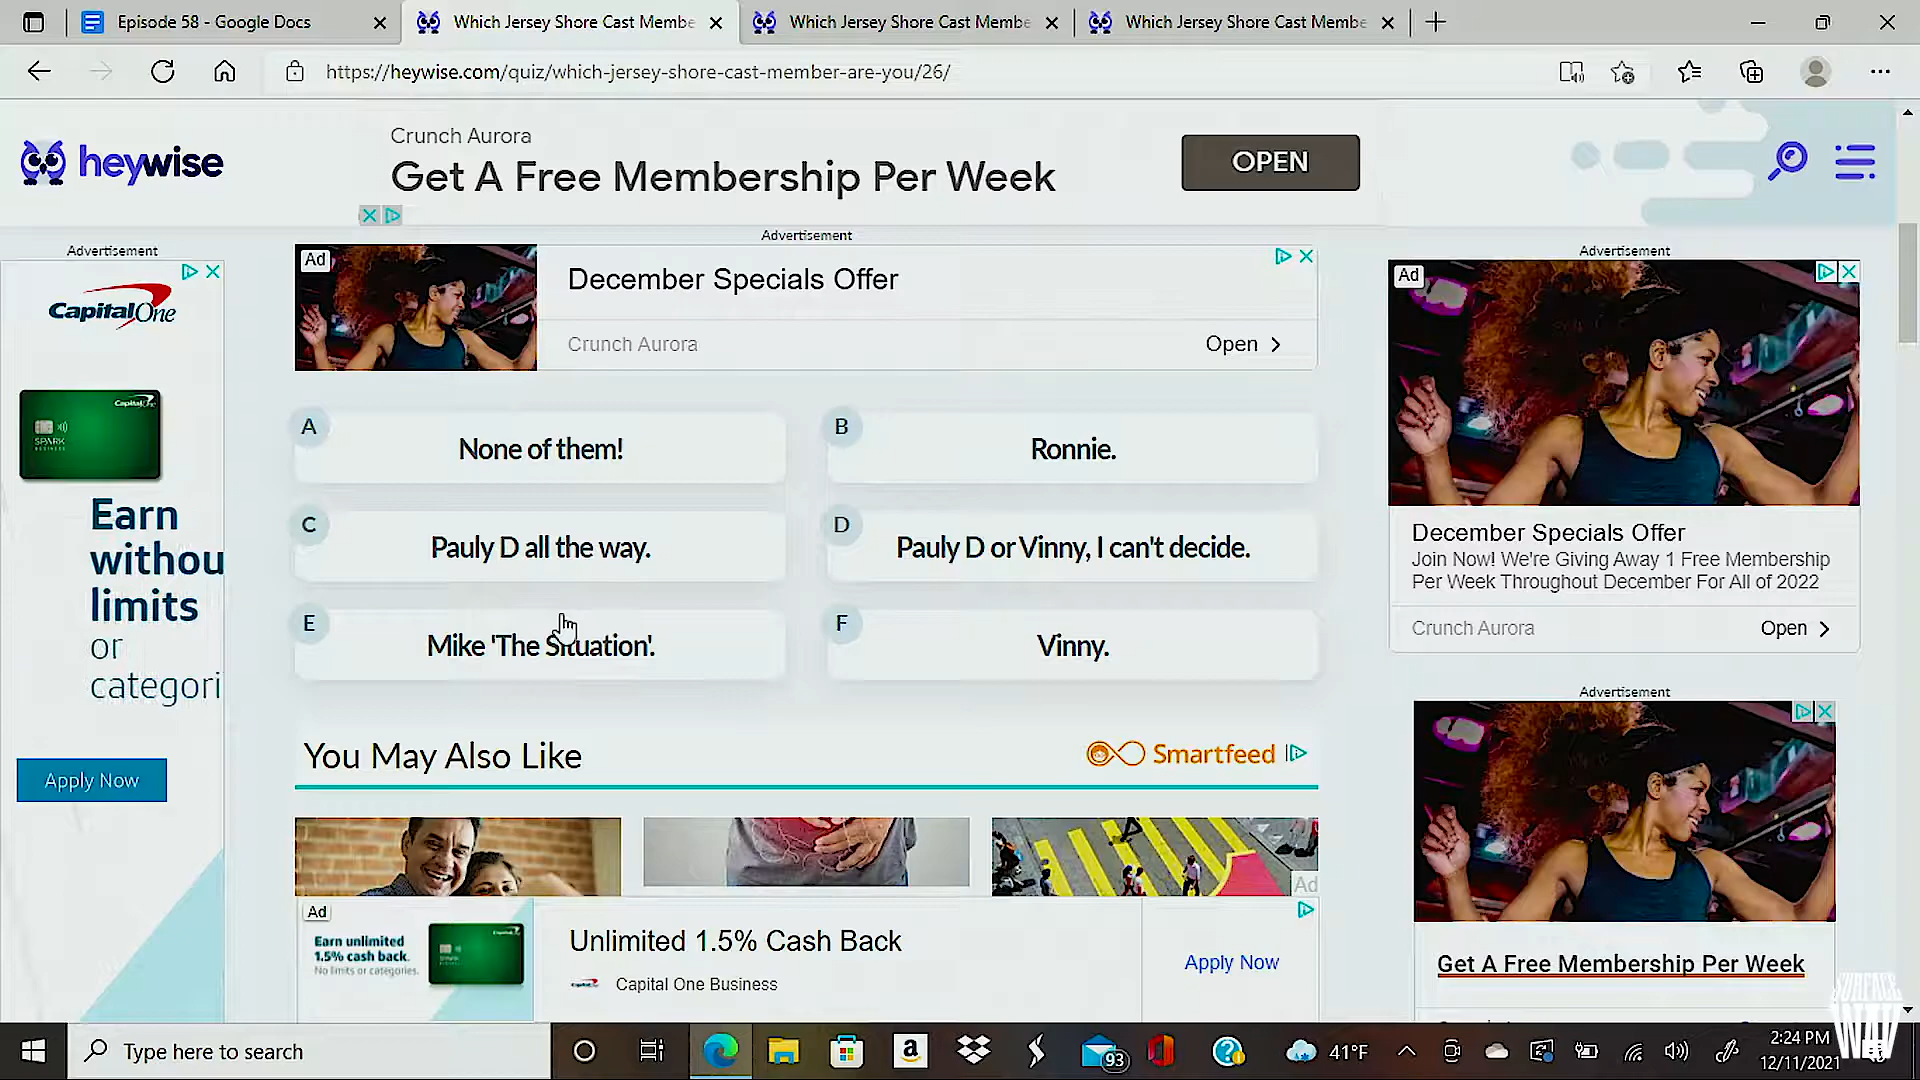 Episode 58 - Google Docs
Which Jersey Shore Cast Membe
Which Jersey Shore Cast Membe
Which Jersey Shore Cast Membe
https://heywise.com/quiz/which-jersey-shore-cast-member-are-you/26/
heywise
Crunch Aurora
Get A Free Membership Per Week
OPEN
Advertisement
Advertisement
Advertisement
Capital One
Capital One
SPARK
BUSINESS
Earn
withou
limits
or
categori
Apply Now
Ad
December Specials Offer
Crunch Aurora
Open
A
None of them!
B
Ronnie.
C
Pauly D all the way.
D
Pauly D or Vinny, I can't decide.
E
Mike 'The Situation'.
F
Vinny.
You May Also Like
Smartfeed
Ad
Ad
Earn unlimited
1.5% cash back.
No limits or categories.
Unlimited 1.5% Cash Back
Capital One Business
Apply Now
Ad
December Specials Offer
Join Now! We're Giving Away 1 Free Membership
Per Week Throughout December For All of 2022
Crunch Aurora
Open
Advertisement
Get A Free Membership Per Week
SURFACE
WAV
Type here to search
93
41°F
2:24 PM
12/11/2021